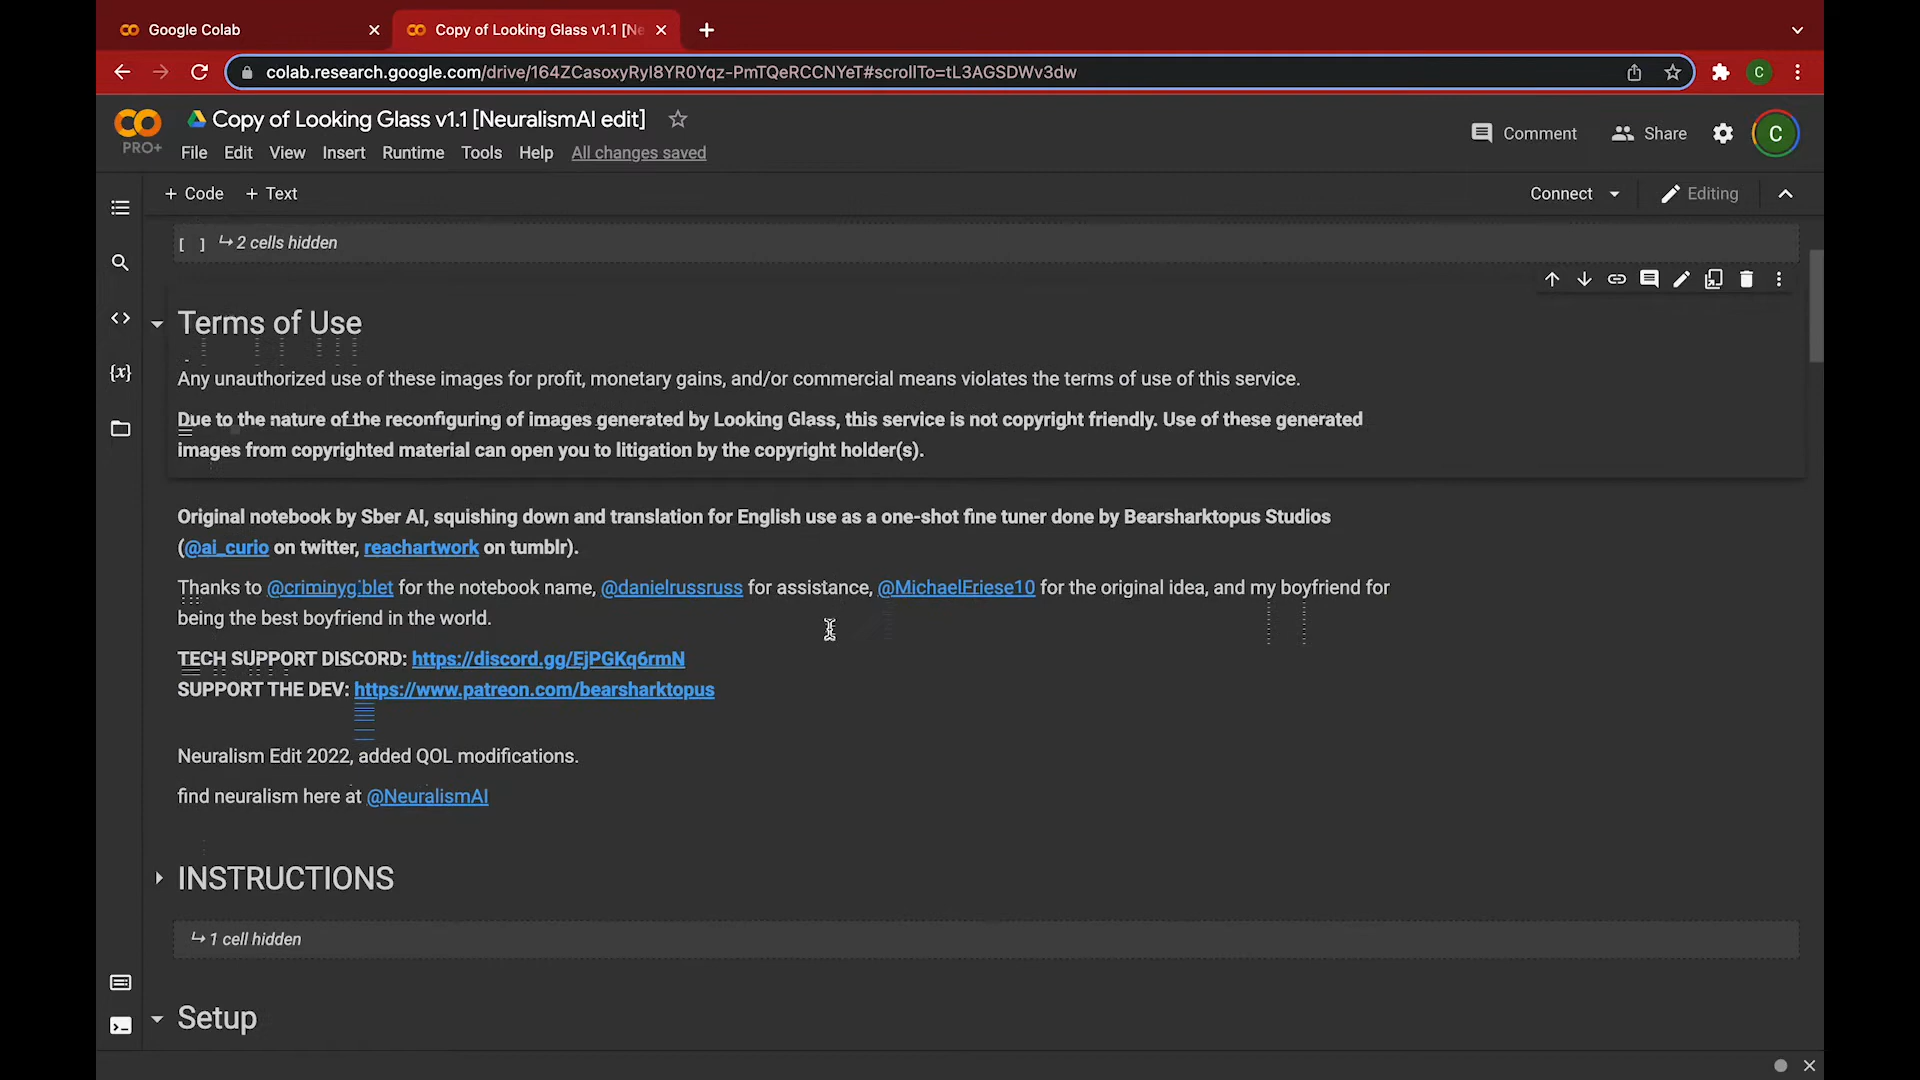 Google Colab
Copy of Looking Glass v1.1 [Ne
colab.research.google.com/drive/164ZCasoxyRyI8YR0Yqz-PmTQeRCCNYeT#scrollTo=tL3AGSDWv3dw
C
Copy of Looking Glass v1.1 [NeuralismAI edit]
PRO+
File Edit View Insert Runtime Tools Help All changes saved
Comment Share C
+ Code + Text
Connect Editing
[ ] 2 cells hidden
Terms of Use
{x}
Any unauthorized use of these images for profit, monetary gains, and/or commercial means violates the terms of use of this service.
Due to the nature of the reconfiguring of images generated by Looking Glass, this service is not copyright friendly. Use of these generated
images from copyrighted material can open you to litigation by the copyright holder(s).
Original notebook by Sber AI, squishing down and translation for English use as a one-shot fine tuner done by Bearsharktopus Studios
(@ai_curio on twitter, reachartwork on tumblr).
Thanks to @criminygiblet for the notebook name, @danielrussruss for assistance, @MichaelFriese10 for the original idea, and my boyfriend for
being the best boyfriend in the world.
TECH SUPPORT DISCORD: https://discord.gg/EjPGKq6rmN
SUPPORT THE DEV: https://www.patreon.com/bearsharktopus
Neuralism Edit 2022, added QOL modifications.
find neuralism here at @NeuralismAI
INSTRUCTIONS
1 cell hidden
Setup